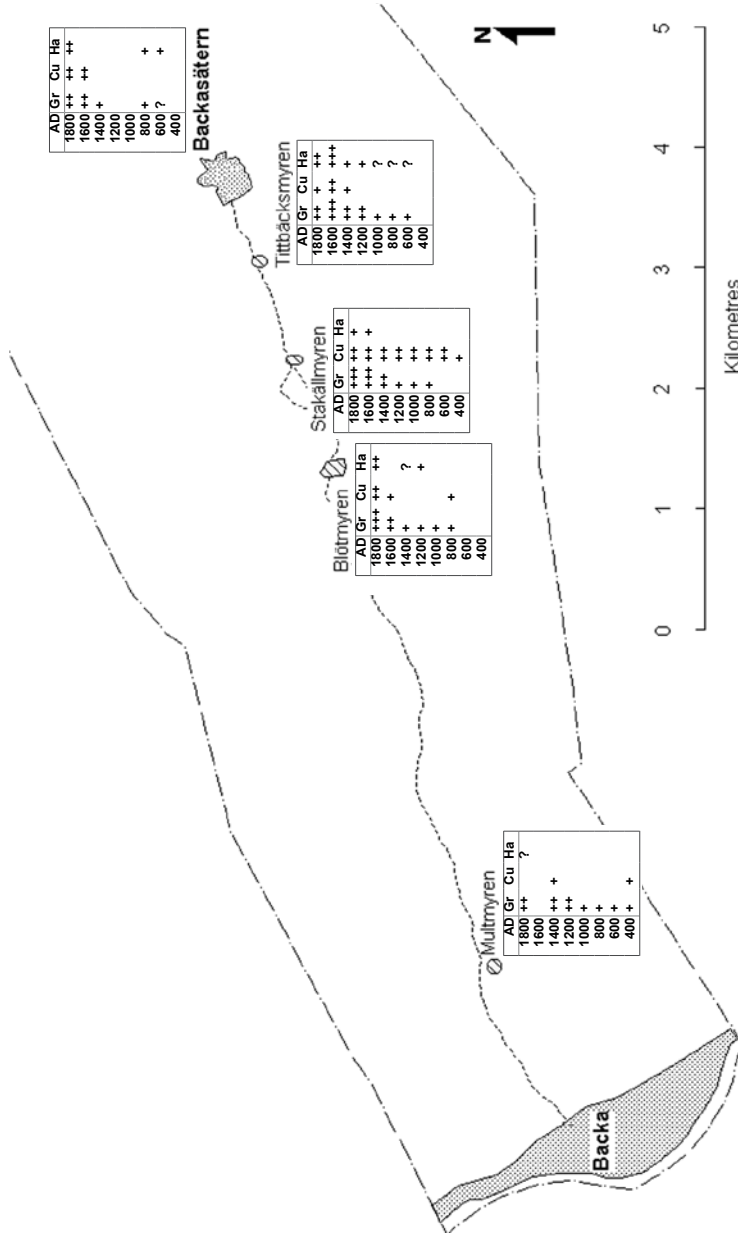 AD Gr Cu Ha
1800 ++ ++ ++
1600 ++ ++
1400 +
1200
1000
800 + +
600 ? +
400
Backasätern
N
Tittbäcksmyren
AD Gr Cu Ha
1800 ++ + ++
1600 +++ ++ +++
1400 ++ + +
1200 ++ +
1000 + ?
800 + ?
600 + ?
400
Stakällmyren
AD Gr Cu Ha
1800 +++ ++ +
1600 +++ ++ +
1400 ++ ++
1200 + ++
1000 + ++
800 + ++
600 ++
400 +
Blötmyren
AD Gr Cu Ha
1800 +++ ++ ++
1600 ++ +
1400 + ?
1200 + +
1000 +
800 + +
600
400
Multmyren
AD Gr Cu Ha
1800 ++ ?
1600
1400 ++ +
1200 ++
1000 +
800 +
600 +
400 + +
Backa
0 1 2 3 4 5
Kilometres